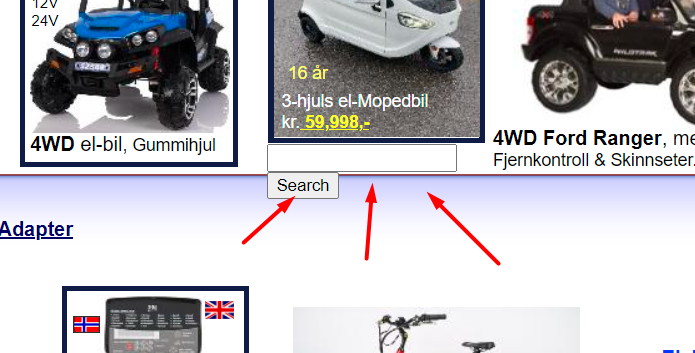 12V
24V
16 år
3-hjuls el-Mopedbil
kr. 59,998,-
4WD el-bil, Gummihjul
4WD Ford Ranger, me
Fjernkontroll & Skinnseter.
Search
Adapter